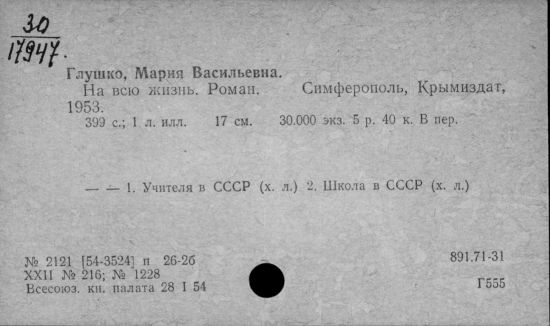 30
17947.
Глушко, Мария Васильевна.
На всю жизнь. Роман. Симферополь, Крымиздат,
1953.
399 с.; 1 л. илл. 17 см. 30.000 экз. 5 р. 40 к. В пер.
— — 1. Учителя в СССР (х. л.) 2. Школа в СССР (х. л.)
№ 2121 [54-3524] п 26-2б
XXII № 216; № 1228
Всесоюз. кн. палата 28 I 54
891.71-31
Г555